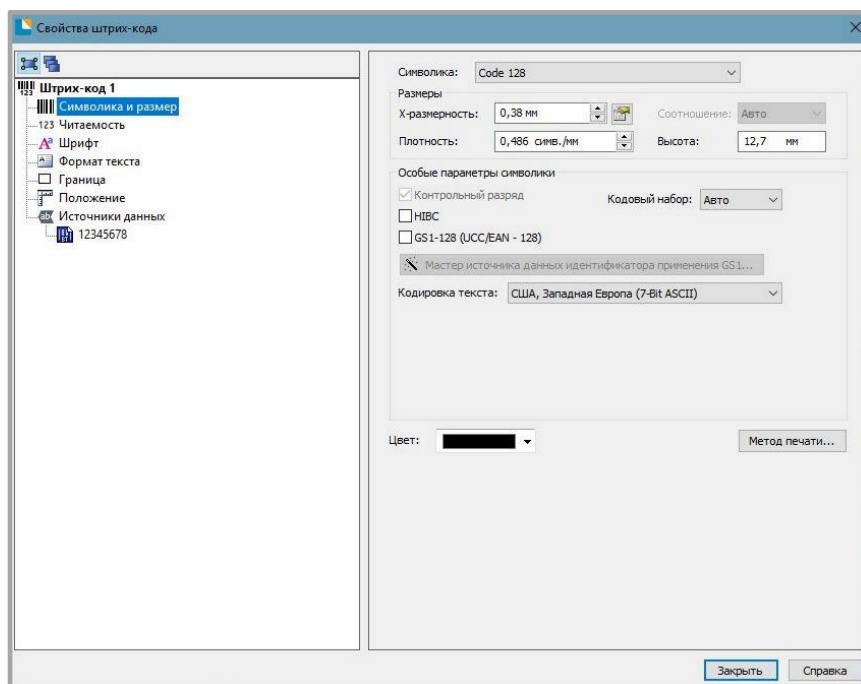 Свойства штрих-кода
Штрих-код 1
Символика и размер
123 Читаемость
Шрифт
Формат текста
Граница
Положение
Источники данных
12345678
Символика: Code 128
Размеры
X-размерность: 0,38 мм Соотношение: Авто
Плотность: 0,486 симв./мм Высота: 12,7 мм
Особые параметры символики
Контрольный разряд Кодовый набор: Авто
HIBC
GS1-128 (UCC/EAN - 128)
Мастер источника данных идентификатора применения GS1...
Кодировка текста: США, Западная Европа (7-Bit ASCII)
Цвет: Метод печати...
Закрыть Справка